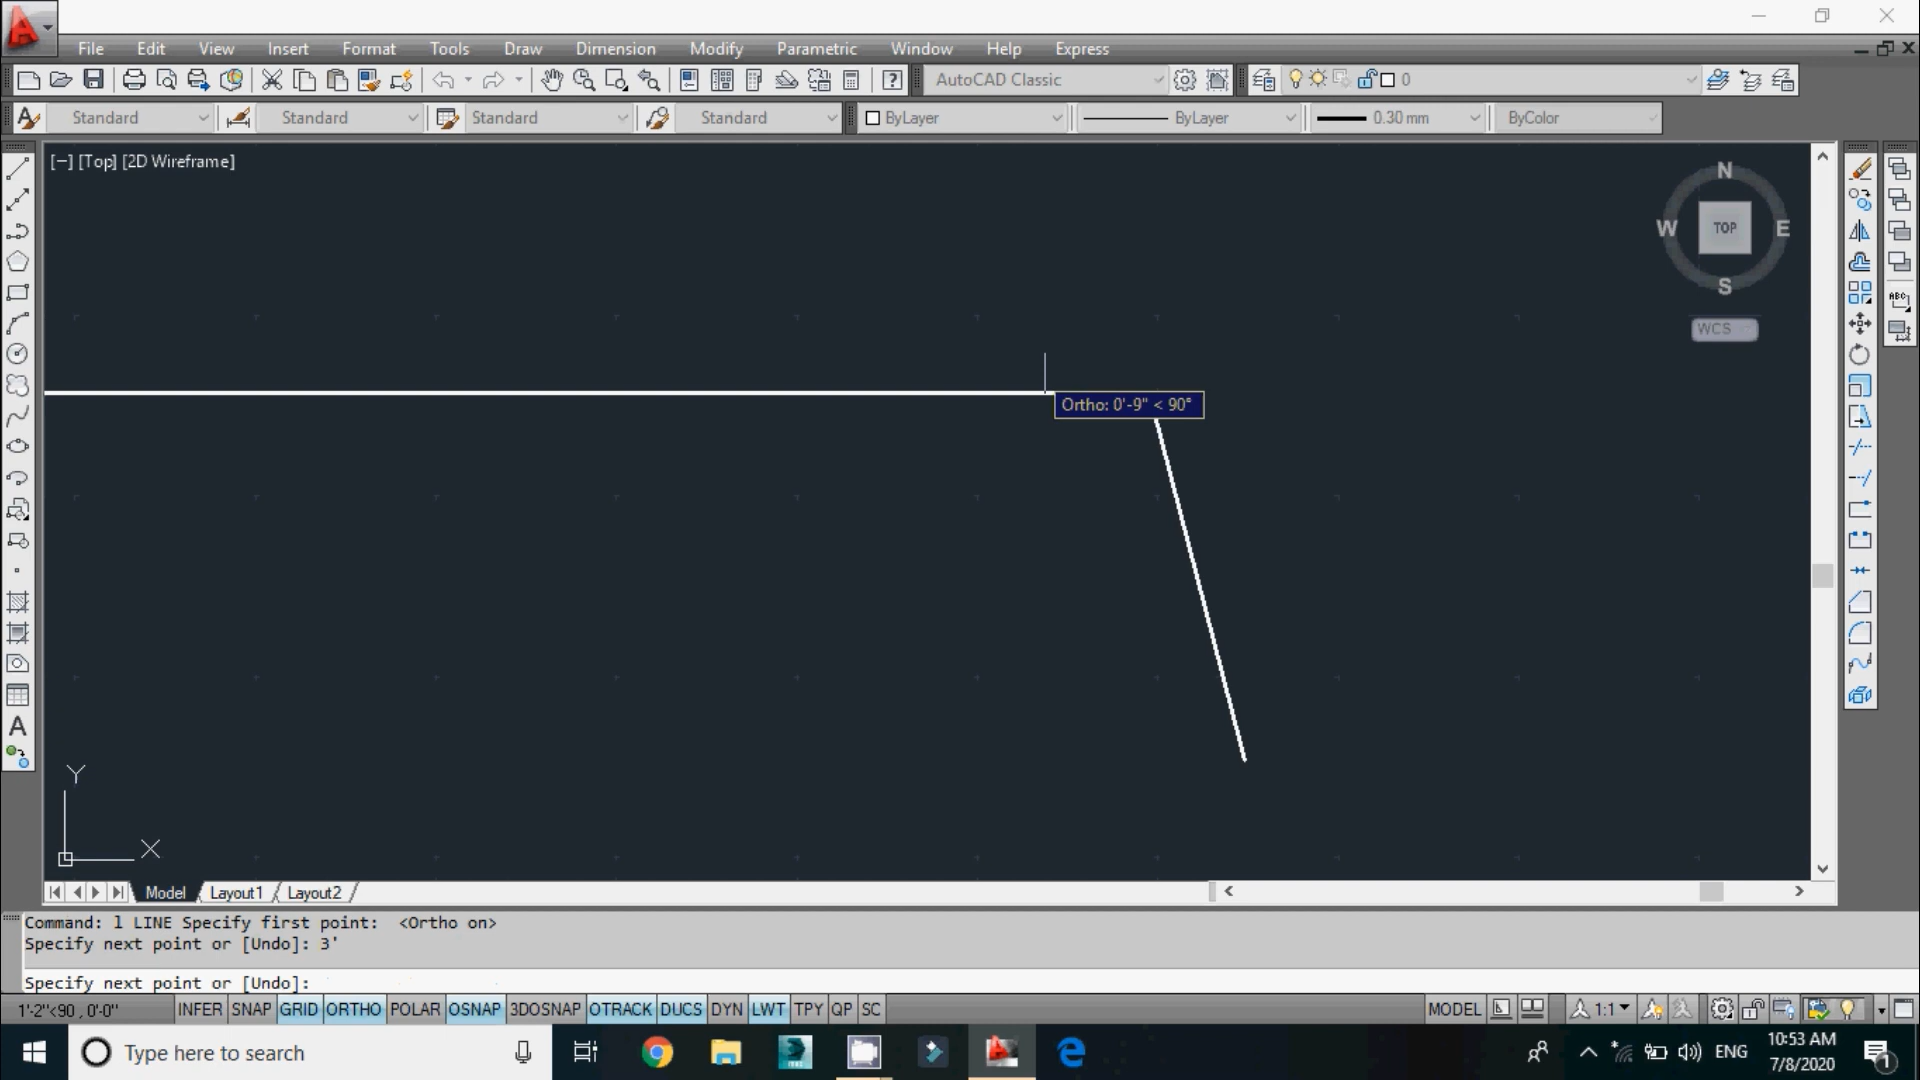 File Edit View Insert Format Tools Draw Dimension Modify Parametric Window Help Express
AutoCAD Classic 0
Standard Standard Standard Standard ByLayer ByLayer 0.30 mm ByColor
[−] [Top] [2D Wireframe]
N
W TOP E
S
WCS
ABC
Ortho: 0'-9" < 90°
A
Y
X
Model Layout1 Layout2
Command: l LINE Specify first point:  <Ortho on>
Specify next point or [Undo]: 3'
Specify next point or [Undo]:
1'-2"<90 , 0'-0" INFER SNAP GRID ORTHO POLAR OSNAP 3DOSNAP OTRACK DUCS DYN LWT TPY QP SC MODEL 1:1
Type here to search ENG 10:53 AM
7/8/2020 1